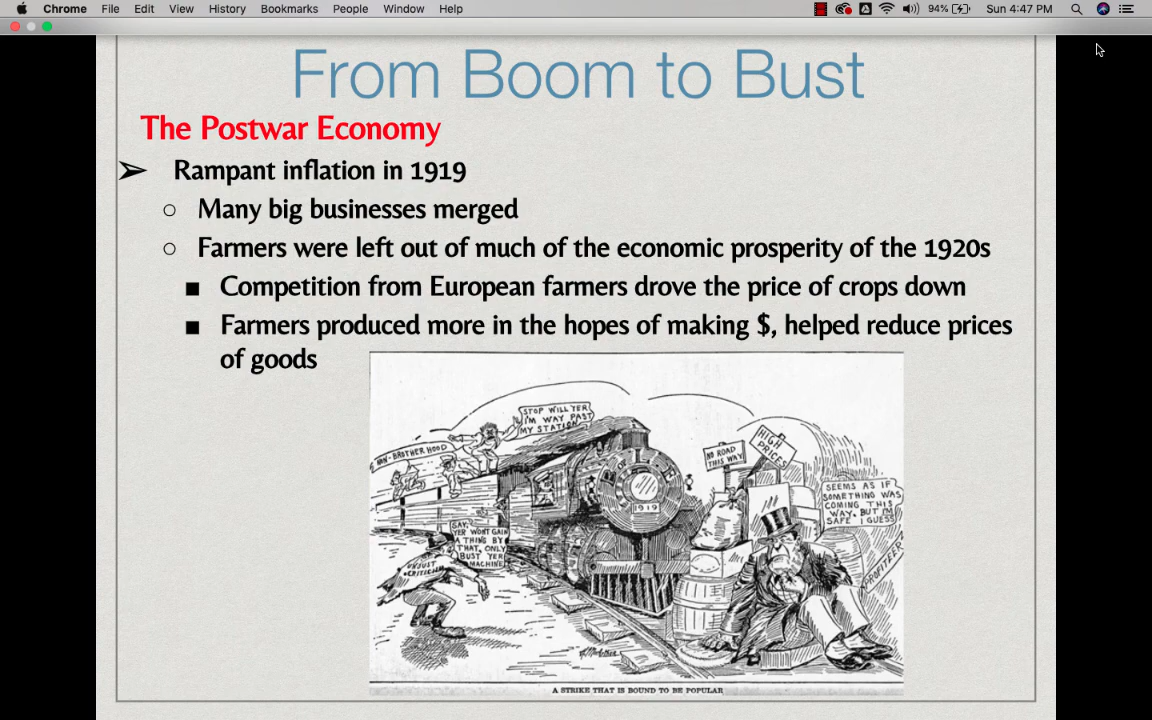 Chrome File Edit View History Bookmarks People Window Help 94% Sun 4:47 PM
From Boom to Bust
The Postwar Economy
Rampant inflation in 1919
Many big businesses merged
Farmers were left out of much of the economic prosperity of the 1920s
Competition from European farmers drove the price of crops down
Farmers produced more in the hopes of making $, helped reduce prices
of goods
STOP WILL YER
I'M WAY PAST
MY STATION
BROTHERHOOD
NO ROAD
THIS WAY
HIGH
PRICES
1919
SEEMS AS IF
SOMETHING WAS
COMING THIS
WAY, BUT I'M
SAFE I GUESS
SAY,
YER WONT GAIN
A THING BY
THAT, ONLY
BUST YER
MACHINE
UNJUST
CRITICISM
PROFITEER
A STRIKE THAT IS BOUND TO BE POPULAR